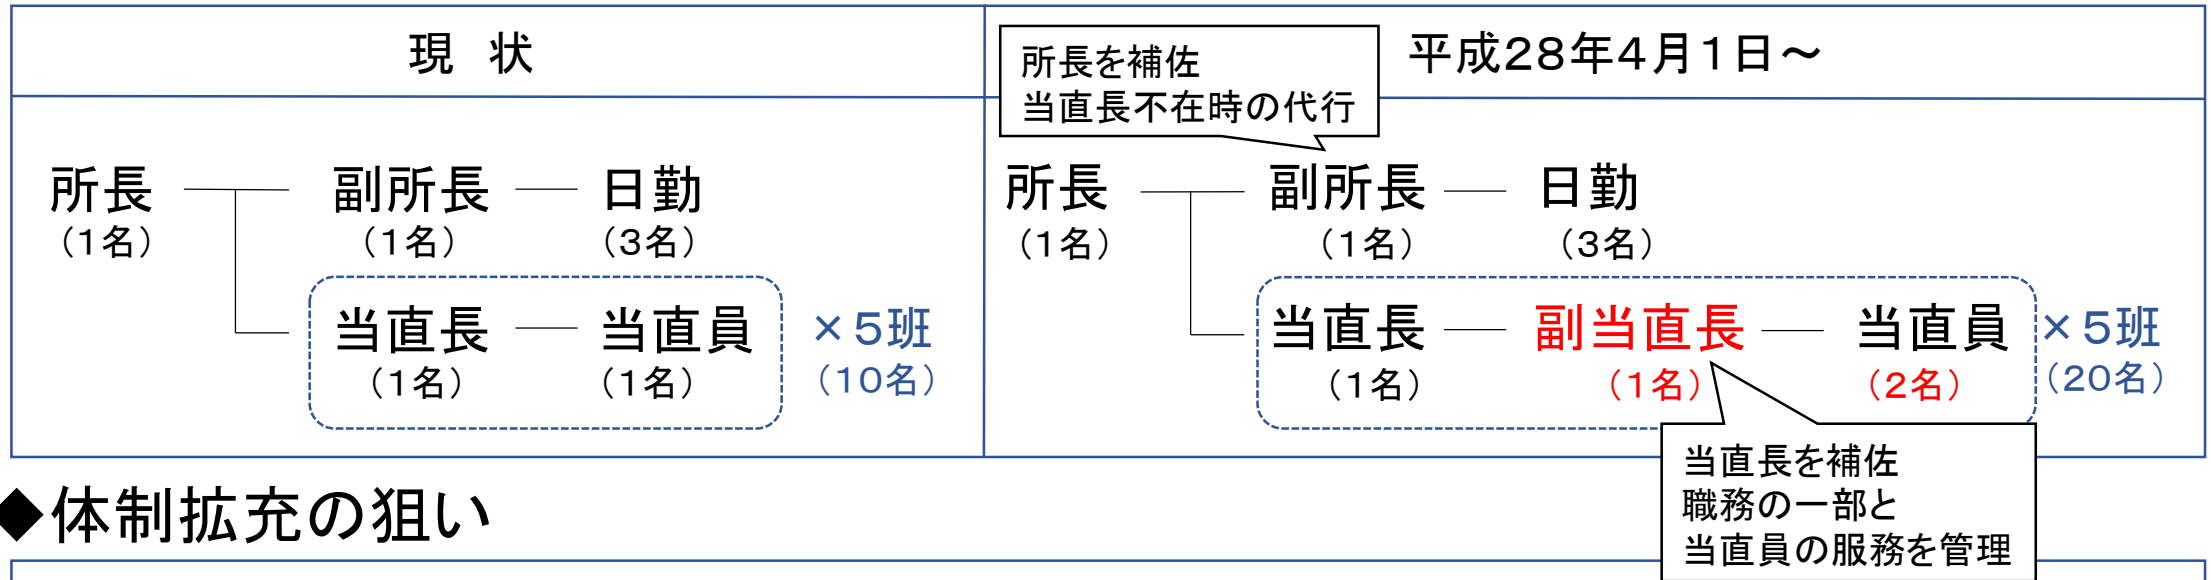 現 状
所長 副所長 日勤
(1名) (1名) (3名)
当直長 当直員 ×5班
(1名) (1名) (10名)
平成28年4月1日~
所長を補佐
当直長不在時の代行
所長 副所長 日勤
(1名) (1名) (3名)
当直長 副当直長 当直員 ×5班
(1名) (1名) (2名) (20名)
当直長を補佐
職務の一部と
当直員の服務を管理
◆体制拡充の狙い